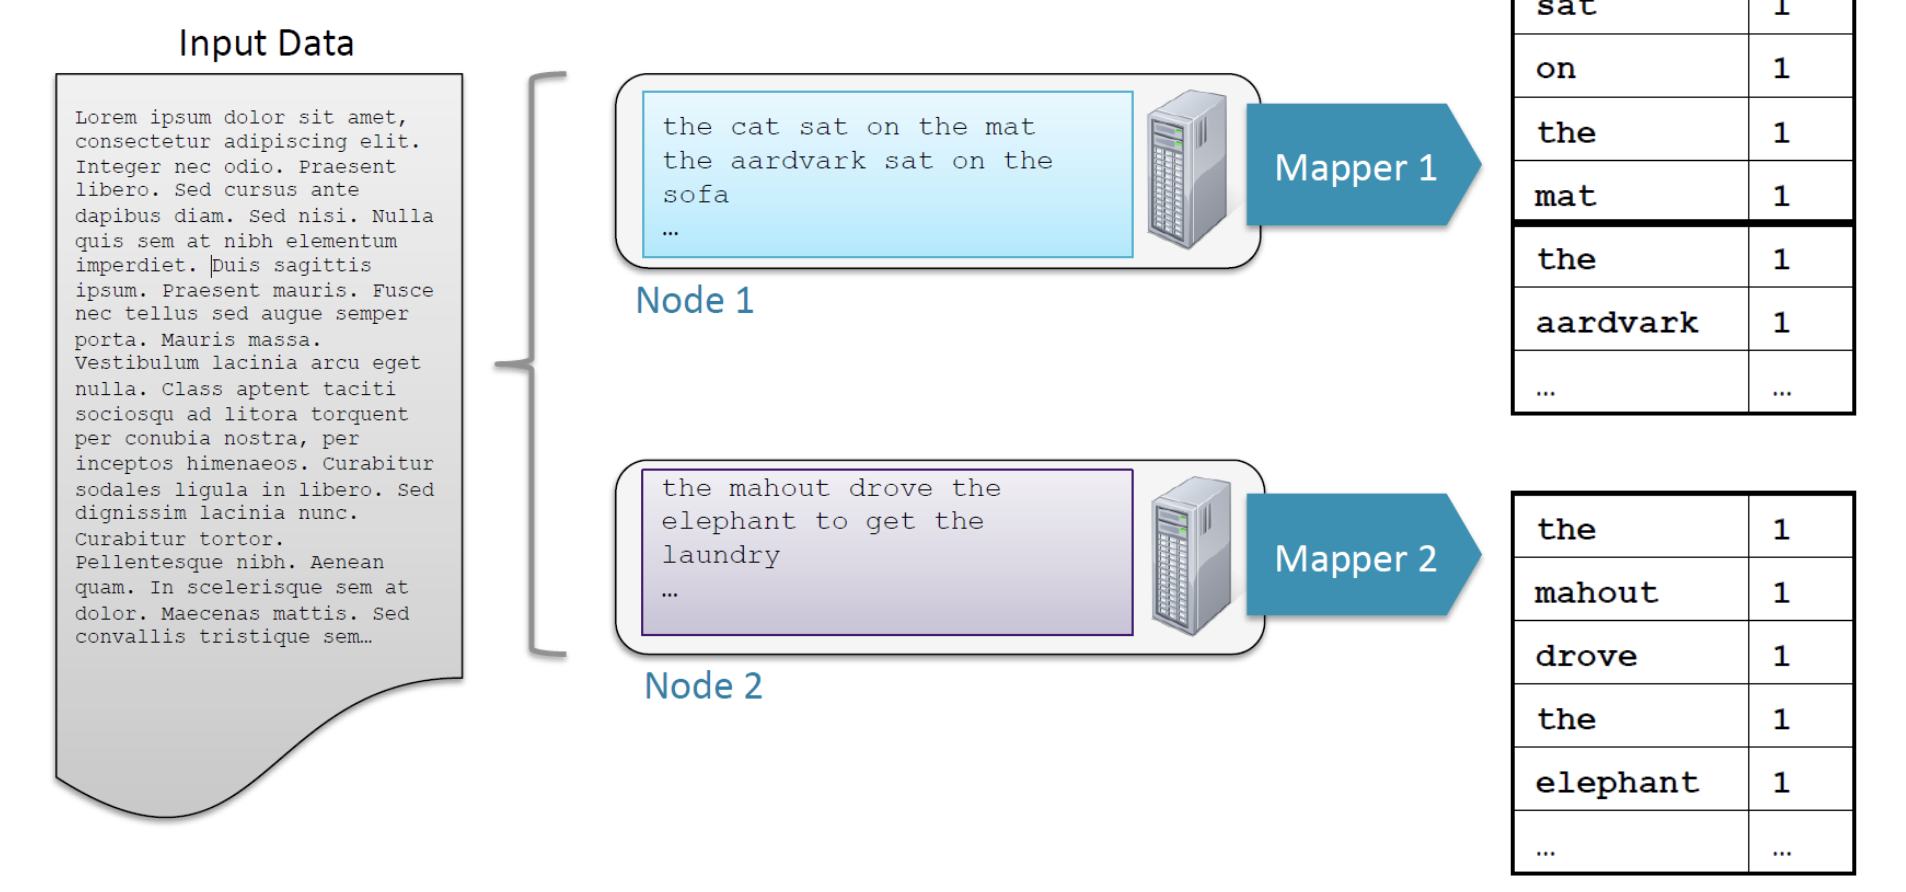 Input Data
Lorem ipsum dolor sit amet,
consectetur adipiscing elit.
Integer nec odio. Praesent
libero. Sed cursus ante
dapibus diam. Sed nisi. Nulla
quis sem at nibh elementum
imperdiet. Duis sagittis
ipsum. Praesent mauris. Fusce
nec tellus sed augue semper
porta. Mauris massa.
Vestibulum lacinia arcu eget
nulla. Class aptent taciti
sociosqu ad litora torquent
per conubia nostra, per
inceptos himenaeos. Curabitur
sodales ligula in libero. Sed
dignissim lacinia nunc.
Curabitur tortor.
Pellentesque nibh. Aenean
quam. In scelerisque sem at
dolor. Maecenas mattis. Sed
convallis tristique sem…
the cat sat on the mat
the aardvark sat on the
sofa
…
Node 1
Mapper 1
sat 1
on 1
the 1
mat 1
the 1
aardvark 1
… …
the mahout drove the
elephant to get the
laundry
…
Node 2
Mapper 2
the 1
mahout 1
drove 1
the 1
elephant 1
… …